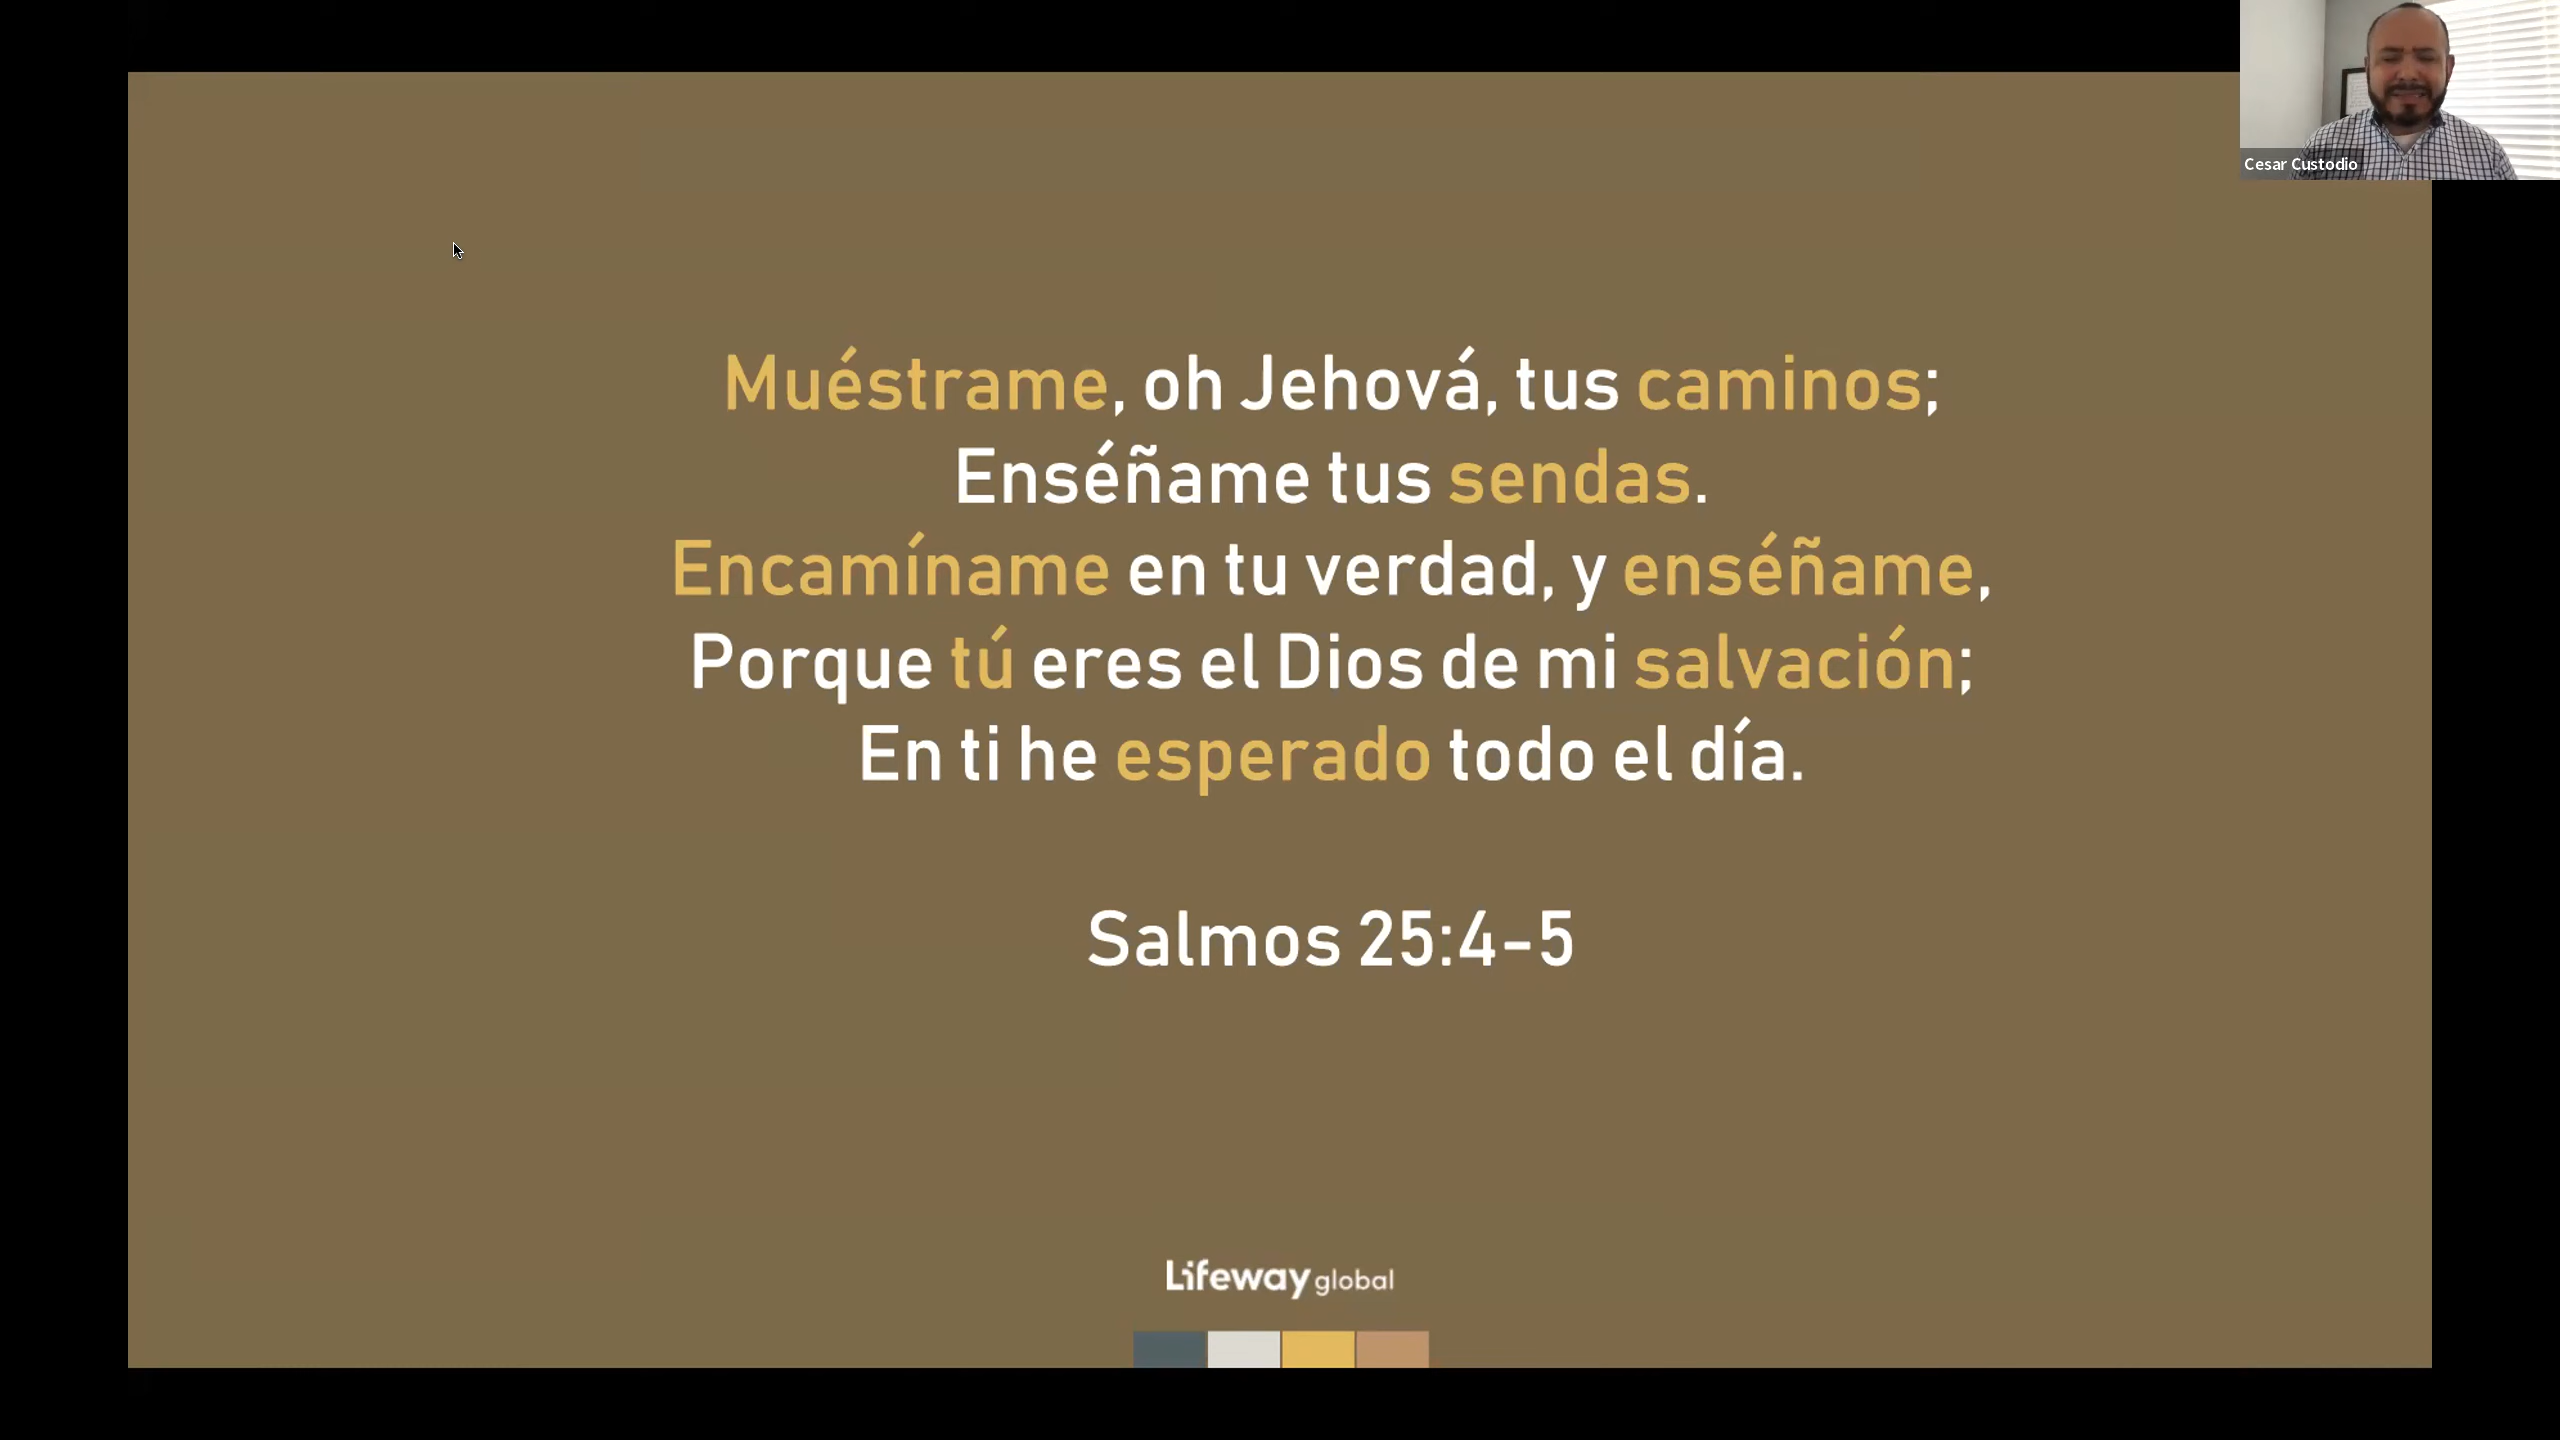 Cesar Custodio
Muéstrame, oh Jehová, tus caminos;
Enséñame tus sendas.
Encamíname en tu verdad, y enséñame,
Porque tú eres el Dios de mi salvación;
En ti he esperado todo el día.
Salmos 25:4-5
Lifeway global